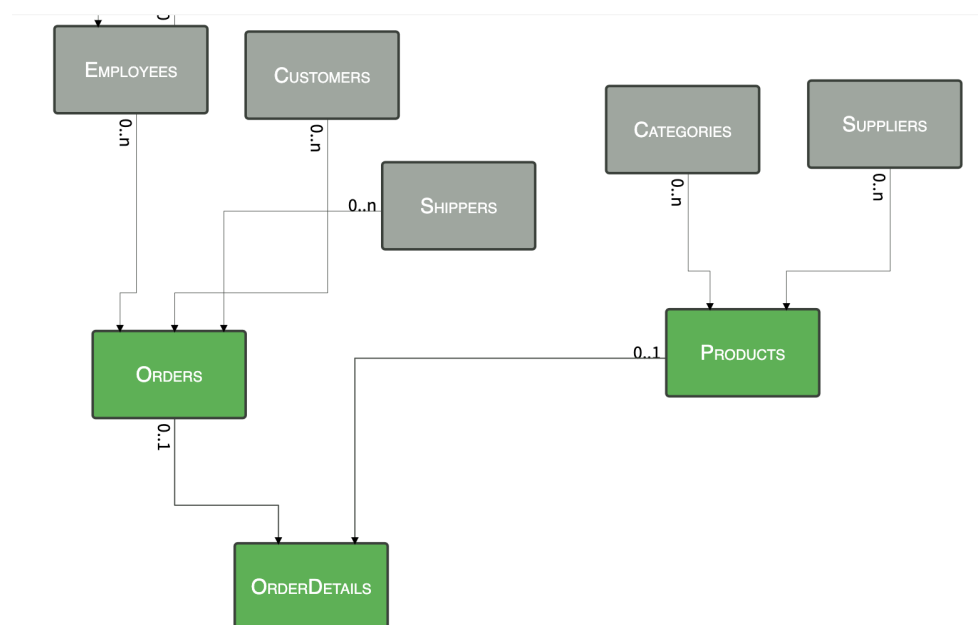 EMPLOYEES
CUSTOMERS
CATEGORIES
SUPPLIERS
0..n
0..n
SHIPPERS
0..n
0..n
0..n
ORDERS
PRODUCTS
0..1
0..1
ORDERDETAILS